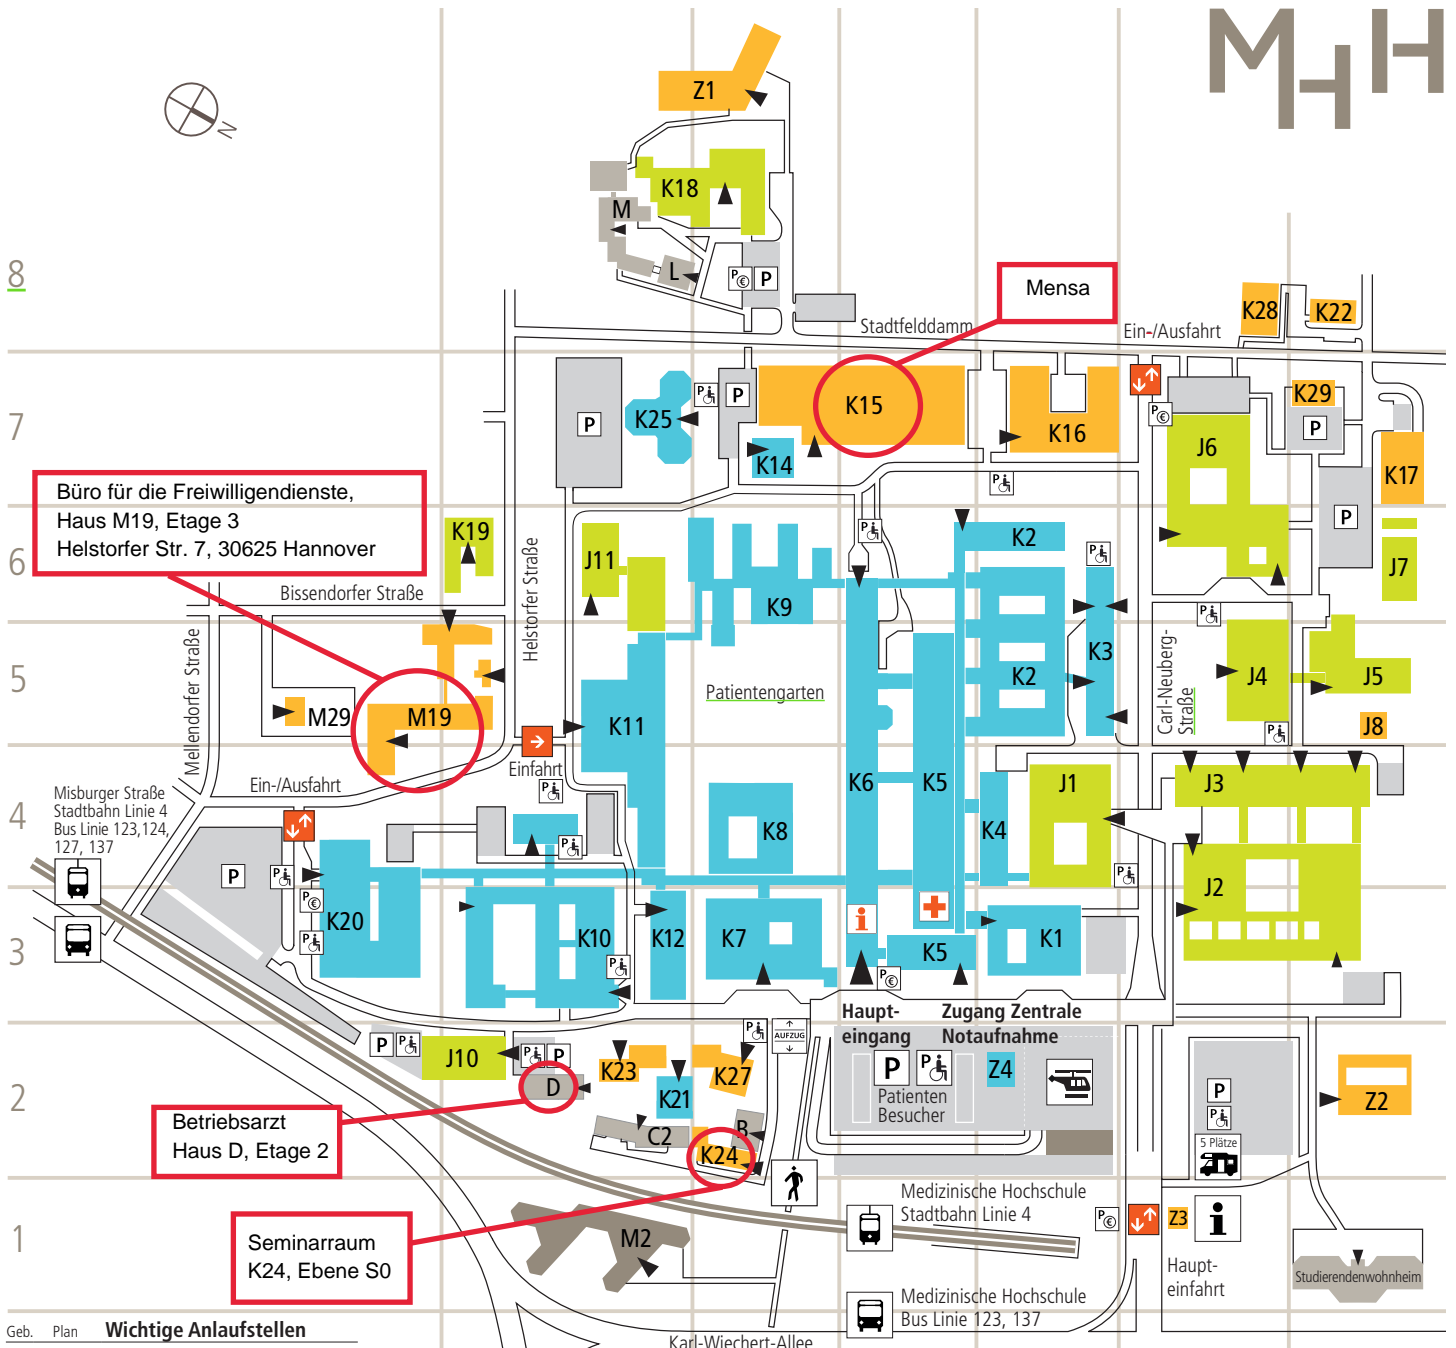 MHH
N
Z1
K18
M
L
P€
P
8
Mensa
K28
K22
Stadtfelddamm
Ein-/Ausfahrt
7
P
K25
P
P
K15
K14
K16
P€
K29
P
J6
K17
Büro für die Freiwilligendienste,
Haus M19, Etage 3
Helstorfer Str. 7, 30625 Hannover
P
P
K19
6
J11
P
K2
P
P
J7
K9
Bissendorfer Straße
Helstorfer Straße
Mellendorfer Straße
P
5
K3
K2
Carl-Neuberg-
Straße
J4
J5
Patientengarten
M29
M19
K11
J8
P
Einfahrt
Ein-/Ausfahrt
P
K6
K5
J1
J3
Misburger Straße
Stadtbahn Linie 4
Bus Linie 123,124,
127, 137
4
K8
K4
P
P
P
P
J2
P€
K20
K10
K12
K7
i
K5
K1
3
P
P
P€
Haupt-
eingang
Zugang Zentrale
Notaufnahme
P
AUFZUG
P
P
J10
P
P
K23
K27
P
P
Z4
2
D
K21
Patienten
Besucher
P
P
Z2
Betriebsarzt
Haus D, Etage 2
C2
B
K24
5 Plätze
Medizinische Hochschule
Stadtbahn Linie 4
P€
Z3
i
1
Seminarraum
K24, Ebene S0
M2
Haupt-
einfahrt
Studierendenwohnheim
Medizinische Hochschule
Bus Linie 123, 137
Geb. Plan Wichtige Anlaufstellen
Karl-Wiechert-Allee